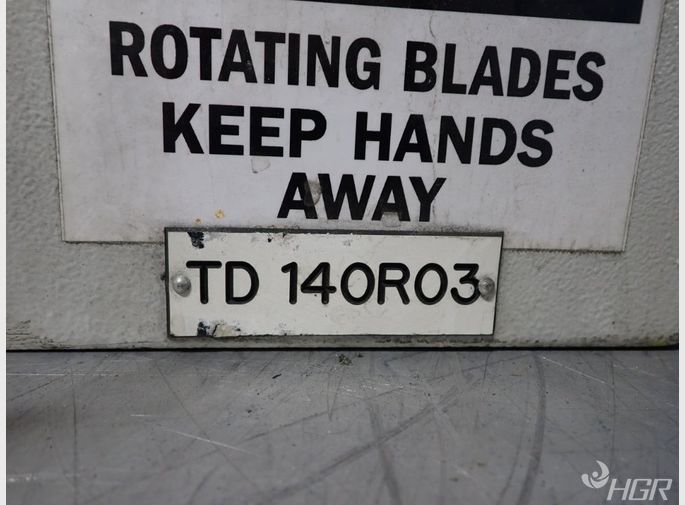 ROTATING BLADES
KEEP HANDS
AWAY
TD 140R03
HGR